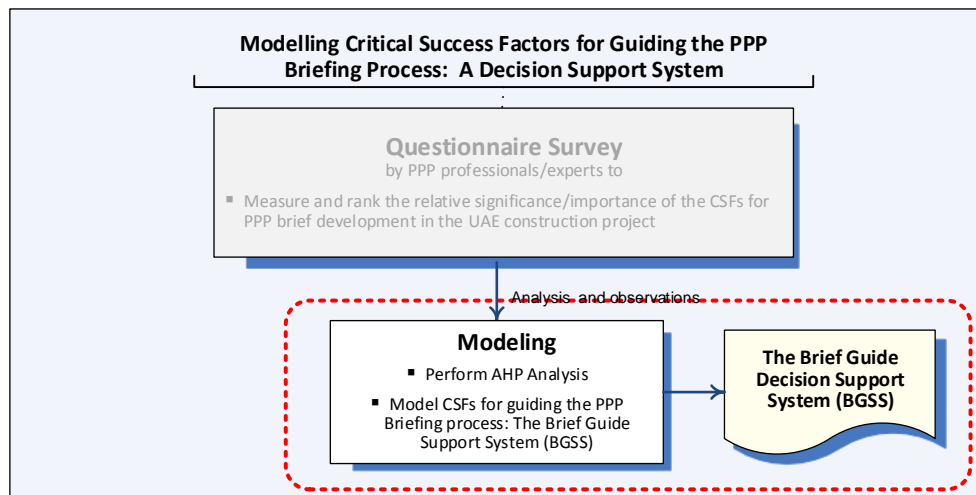 Modelling Critical Success Factors for Guiding the PPP
Briefing Process: A Decision Support System
Questionnaire Survey
by PPP professionals/experts to
▪ Measure and rank the relative significance/importance of the CSFs for
PPP brief development in the UAE construction project
Analysis and observations
Modeling
▪ Perform AHP Analysis
▪ Model CSFs for guiding the PPP
Briefing process: The Brief Guide
Support System (BGSS)
The Brief Guide
Decision Support
System (BGSS)